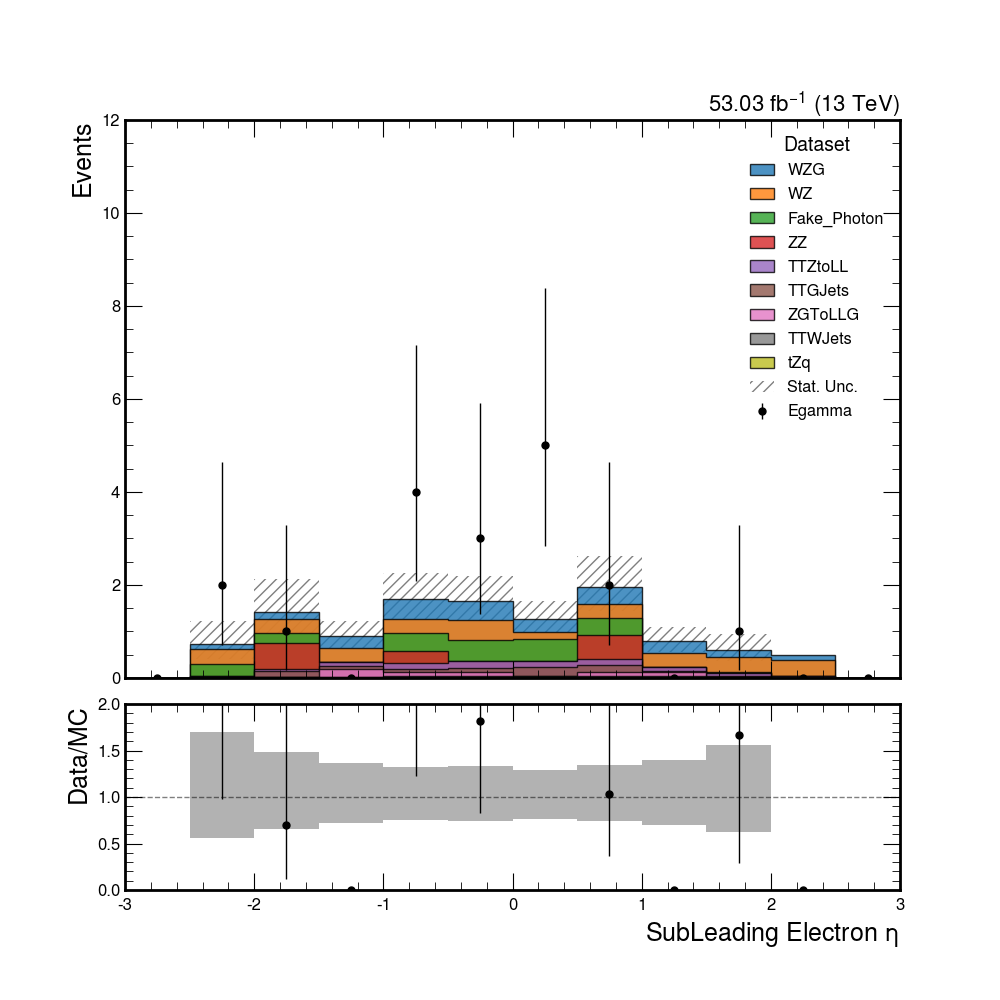 53.03 fb⁻¹ (13 TeV)
Events
12
10
8
6
4
2
0
Dataset
WZG
WZ
Fake_Photon
ZZ
TTZtoLL
TTGJets
ZGToLLG
TTWJets
tZq
Stat. Unc.
Egamma
Data/MC
2.0
1.5
1.0
0.5
0.0
-3 -2 -1 0 1 2 3
SubLeading Electron η